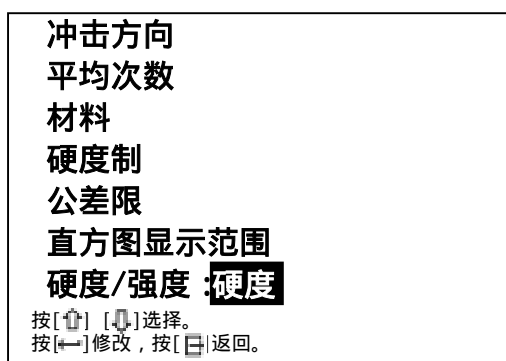 冲击方向
平均次数
材料
硬度制
公差限
直方图显示范围
硬度/强度 :硬度
按[⇧] [⇩]选择。
按[←]修改，按[]返回。